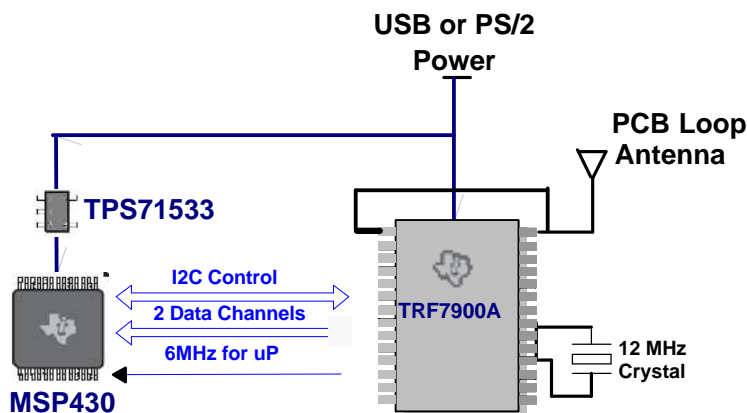 USB or PS/2
Power
PCB Loop
Antenna
TPS71533
I2C Control
2 Data Channels
TRF7900A
6MHz for uP
12 MHz
Crystal
MSP430